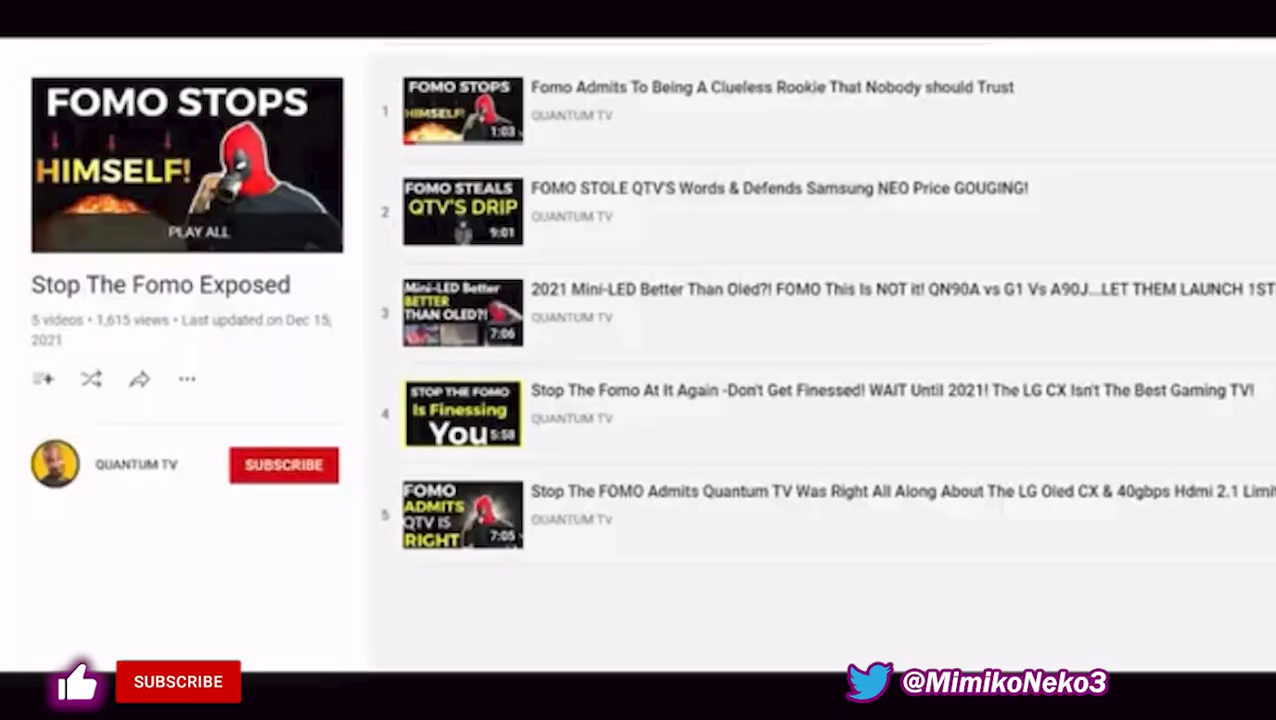 FOMO STOPS
HIMSELF!
PLAY ALL
Stop The Fomo Exposed
5 videos • 1,615 views • Last updated on Dec 15,
2021
QUANTUM TV
SUBSCRIBE
1
FOMO STOPS
HIMSELF!
1:03
Fomo Admits To Being A Clueless Rookie That Nobody should Trust
QUANTUM TV
2
FOMO STEALS
QTV'S DRIP
9:01
FOMO STOLE QTV'S Words & Defends Samsung NEO Price GOUGING!
QUANTUM TV
3
Mini-LED Better
BETTER
THAN OLED?!
7:06
2021 Mini-LED Better Than Oled?! FOMO This Is NOT it! QN90A vs G1 Vs A90J...LET THEM LAUNCH 1ST
QUANTUM TV
4
STOP THE FOMO
Is Finessing
You
5:58
Stop The Fomo At It Again -Don't Get Finessed! WAIT Until 2021! The LG CX Isn't The Best Gaming TV!
QUANTUM TV
5
FOMO
ADMITS
QTV IS
RIGHT
7:05
Stop The FOMO Admits Quantum TV Was Right All Along About The LG Oled CX & 40gbps Hdmi 2.1 Limit
QUANTUM TV
SUBSCRIBE
@MimikoNeko3